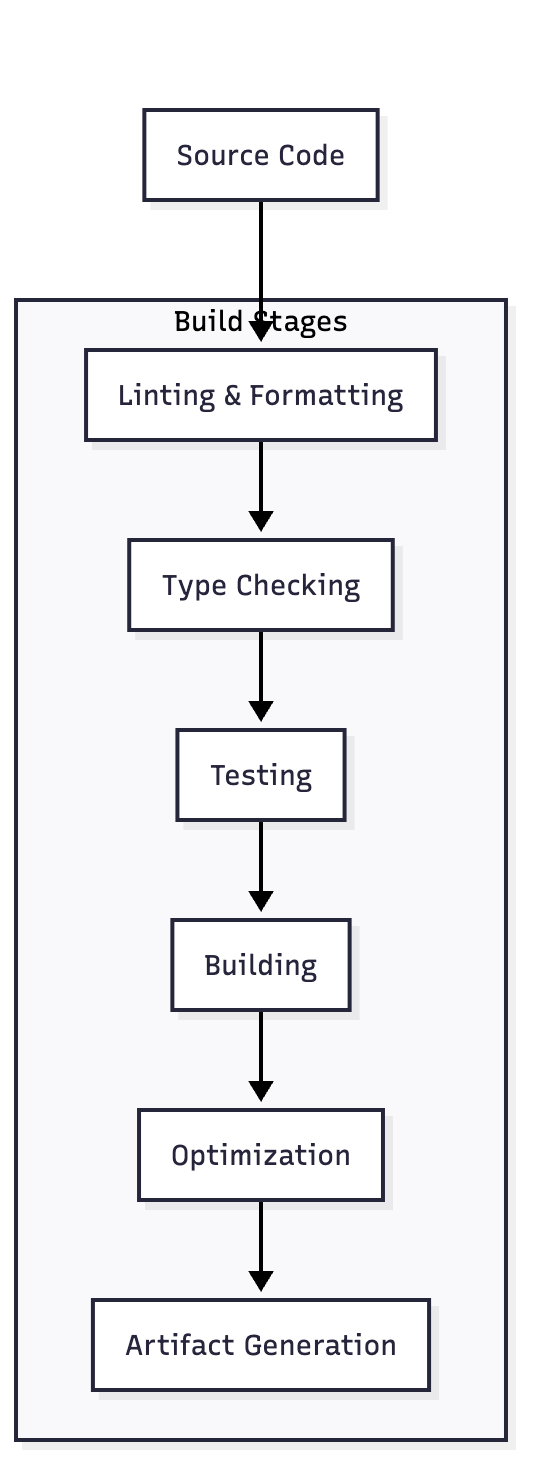 Source Code
Build Stages
Linting & Formatting
Type Checking
Testing
Building
Optimization
Artifact Generation